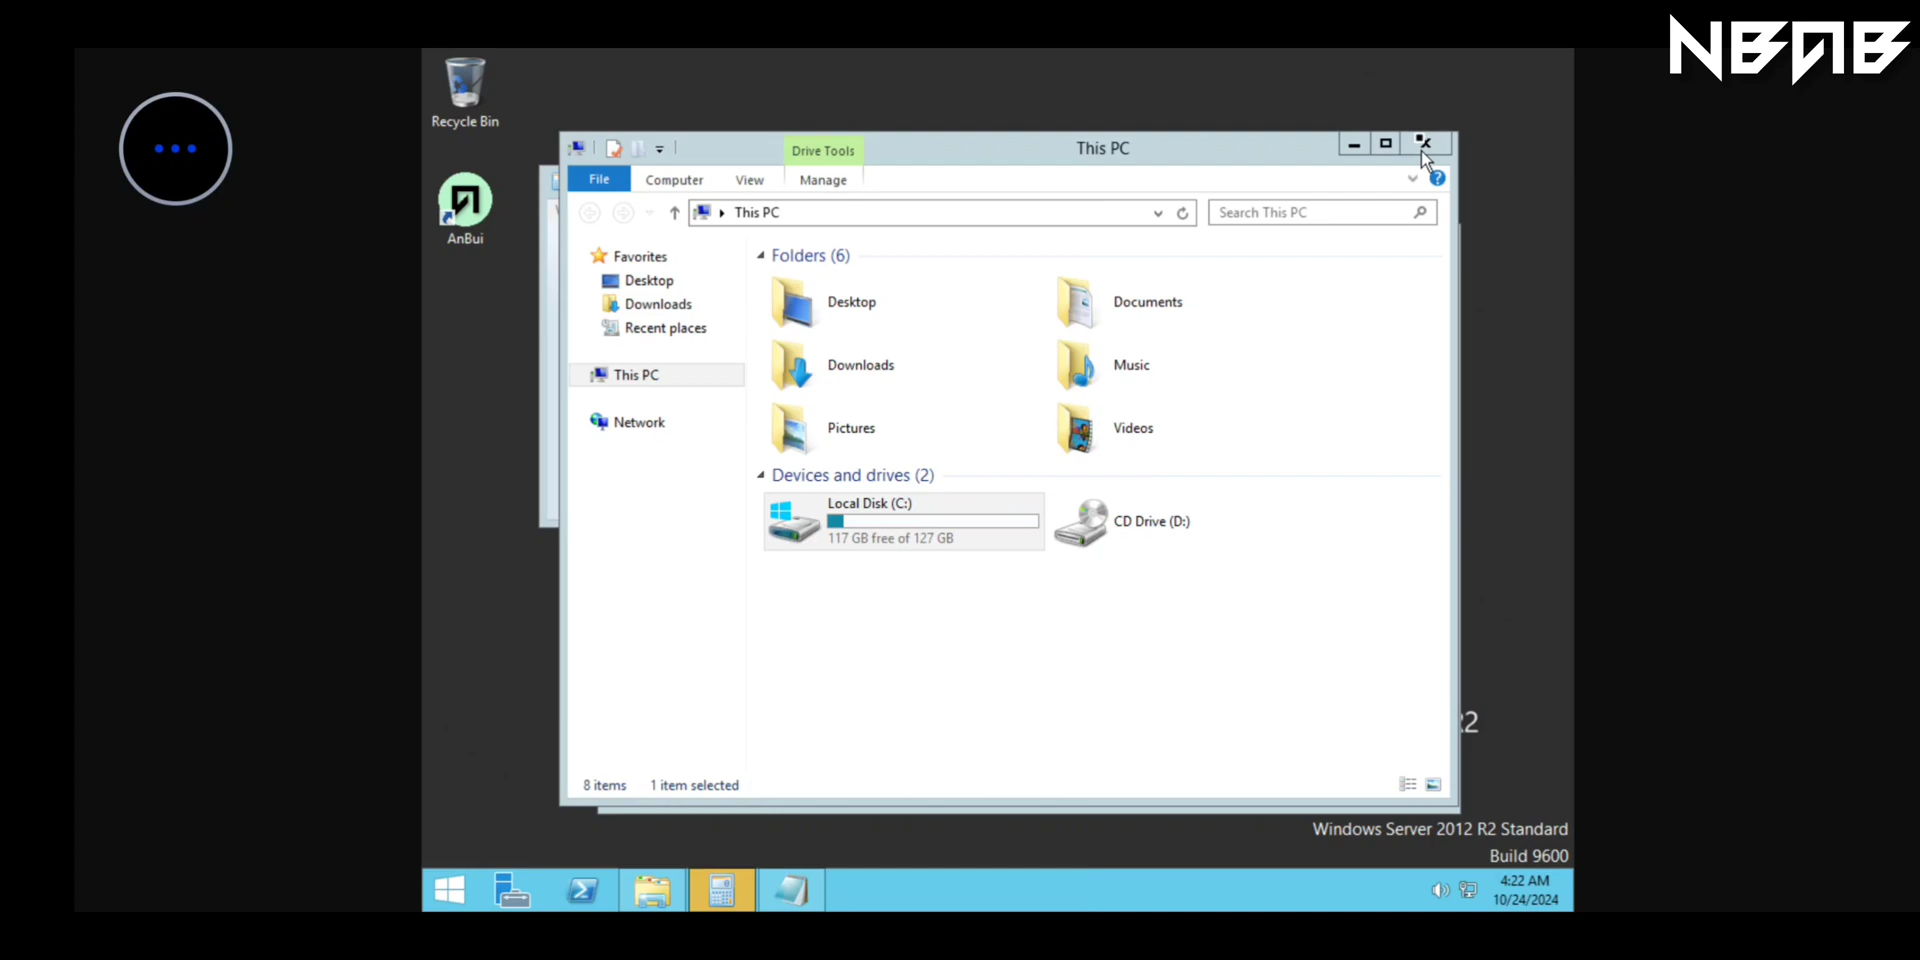 NBAB
Recycle Bin
AnBui
Drive Tools
This PC
File
Computer
View
Manage
This PC
Search This PC
Favorites
Desktop
Downloads
Recent places
This PC
Network
Folders (6)
Desktop
Documents
Downloads
Music
Pictures
Videos
Devices and drives (2)
Local Disk (C:)
117 GB free of 127 GB
CD Drive (D:)
8 items
1 item selected
R2
Windows Server 2012 R2 Standard
Build 9600
4:22 AM
10/24/2024